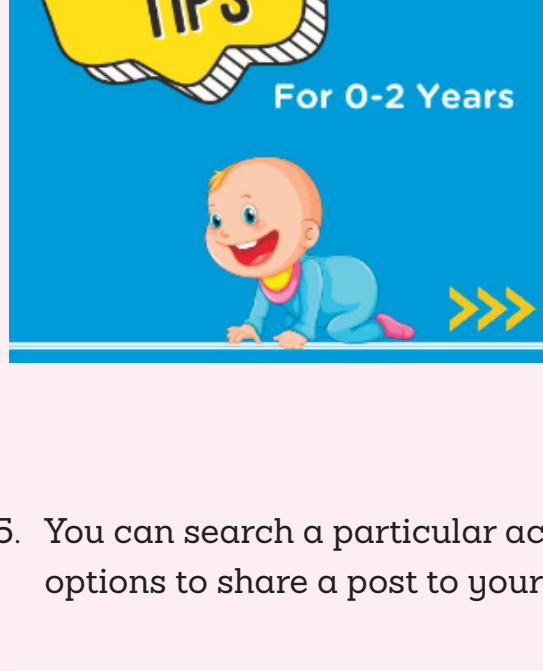 TIPS
For 0-2 Years
5. You can search a particular ac
options to share a post to your